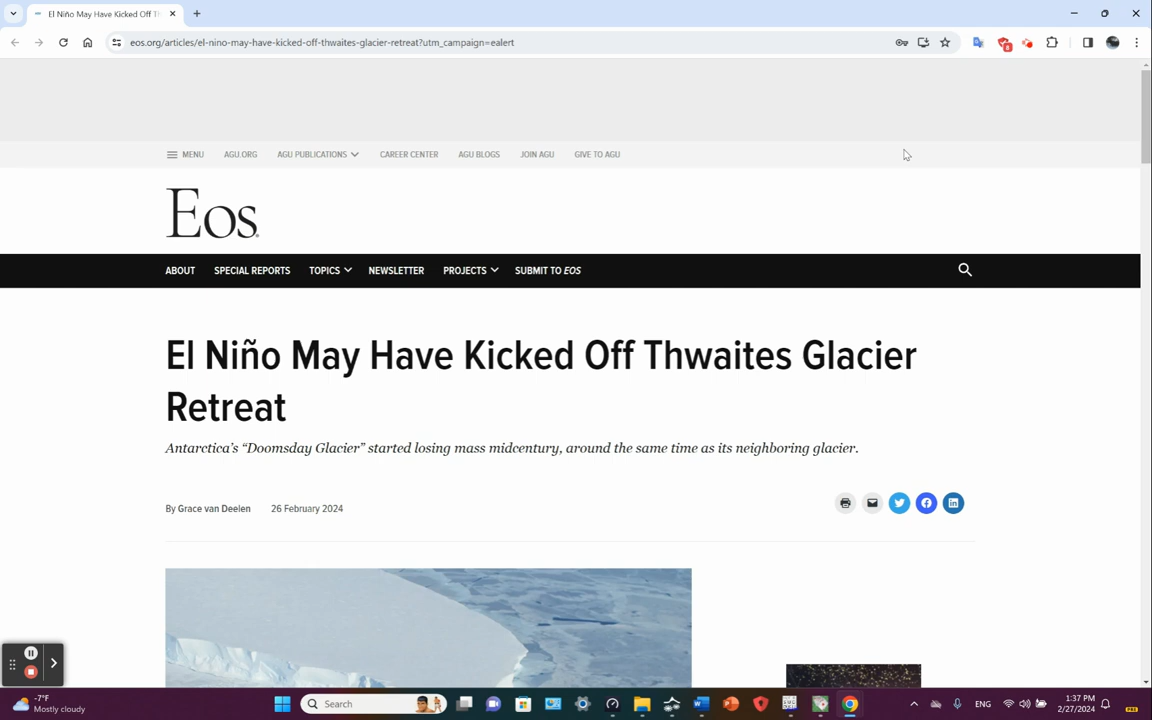 El Niño May Have Kicked Off Th
eos.org/articles/el-nino-may-have-kicked-off-thwaites-glacier-retreat?utm_campaign=ealert
MENU AGU.ORG AGU PUBLICATIONS CAREER CENTER AGU BLOGS JOIN AGU GIVE TO AGU
Eos
ABOUT SPECIAL REPORTS TOPICS NEWSLETTER PROJECTS SUBMIT TO EOS
El Niño May Have Kicked Off Thwaites Glacier
Retreat
Antarctica's “Doomsday Glacier” started losing mass midcentury, around the same time as its neighboring glacier.
By Grace van Deelen 26 February 2024
-7°F
Mostly cloudy
Search
ENG
1:37 PM
2/27/2024